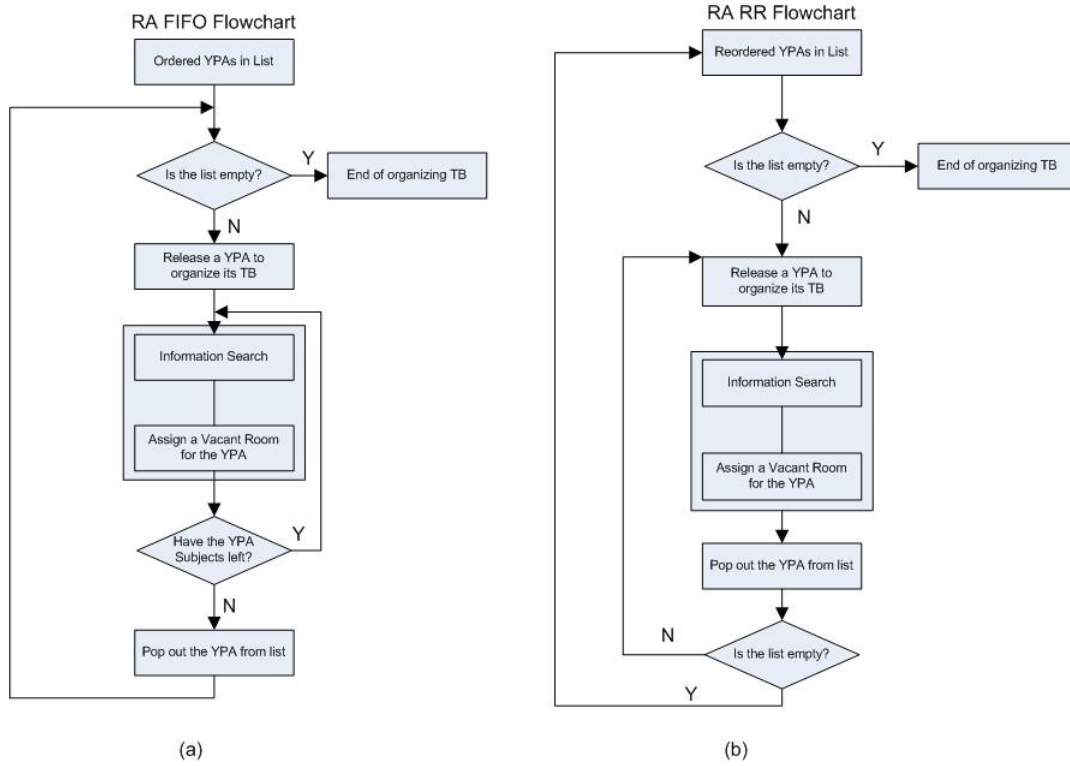 RA FIFO Flowchart
Ordered YPAs in List
Is the list empty?
Y
End of organizing TB
N
Release a YPA to
organize its TB
Information Search
Assign a Vacant Room
for the YPA
Have the YPA
Subjects left?
Y
N
Pop out the YPA from list
(a)
RA RR Flowchart
Reordered YPAs in List
Is the list empty?
Y
End of organizing TB
N
Release a YPA to
organize its TB
Information Search
Assign a Vacant Room
for the YPA
Pop out the YPA from list
Is the list empty?
N
Y
(b)